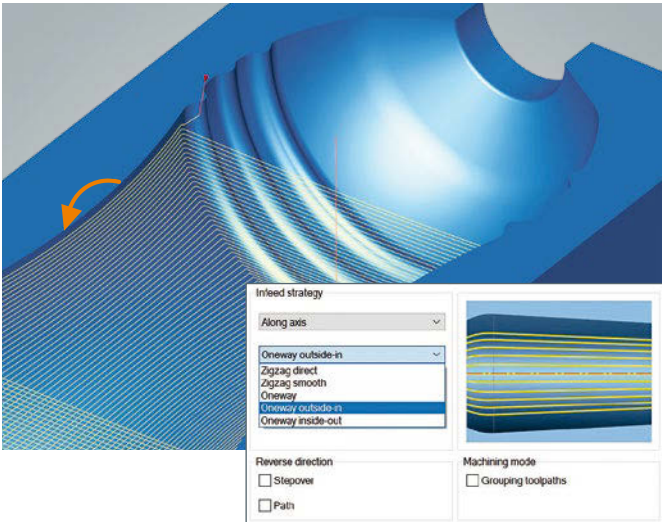 Infeed strategy
Along axis
Oneway outside-in
Zigzag direct
Zigzag smooth
Oneway
Oneway outside-in
Oneway inside-out
Reverse direction
Stepover
Path
Machining mode
Grouping toolpaths